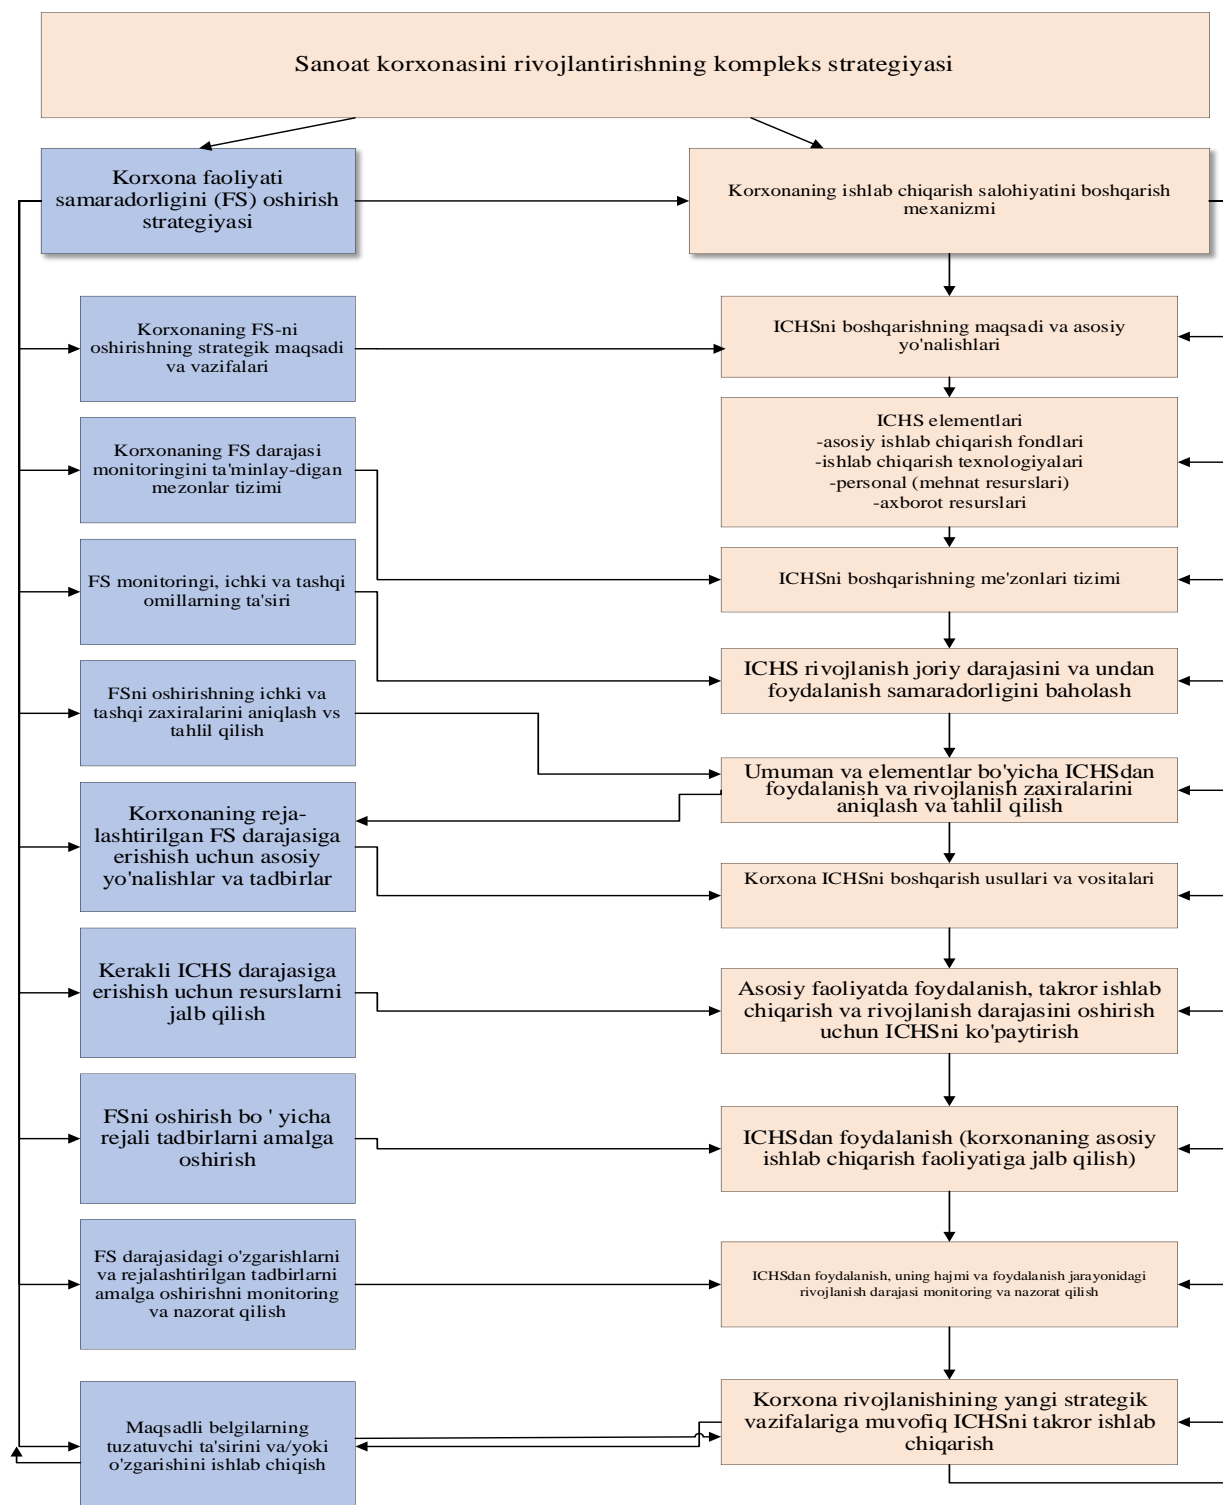 Sanoat korxonasini rivojlantirishning kompleks strategiyasi
Korxona faoliyati
samaradorligini (FS) oshirish
strategiyasi
Korxonaning ishlab chiqarish salohiyatini boshqarish
mexanizmi
Korxonaning FS-ni
oshirishning strategik maqsadi
va vazifalari
ICHSni boshqarishning maqsadi va asosiy
yo'nalishlari
Korxonaning FS darajasi
monitoringini ta'minlay-digan
mezonlar tizimi
ICHS elementlari
-asosiy ishlab chiqarish fondlari
-ishlab chiqarish texnologiyalari
-personal (mehnat resurslari)
-axborot resurslari
FS monitoringi, ichki va tashqi
omillarning ta'siri
ICHSni boshqarishning me'zonlari tizimi
FSni oshirishning ichki va
tashqi zaxiralarini aniqlash vs
tahlil qilish
ICHS rivojlanish joriy darajasini va undan
foydalanish samaradorligini baholash
Korxonaning reja-
lashtirilgan FS darajasiga
erishish uchun asosiy
yo'nalishlar va tadbirlar
Umuman va elementlar bo'yicha ICHSdan
foydalanish va rivojlanish zaxiralarini
aniqlash va tahlil qilish
Korxona ICHSni boshqarish usullari va vositalari
Kerakli ICHS darajasiga
erishish uchun resurslarni
jalb qilish
Asosiy faoliyatda foydalanish, takror ishlab
chiqarish va rivojlanish darajasini oshirish
uchun ICHSni ko'paytirish
FSni oshirish bo ' yicha
rejali tadbirlarni amalga
oshirish
ICHSdan foydalanish (korxonaning asosiy
ishlab chiqarish faoliyatiga jalb qilish)
FS darajasidagi o'zgarishlarni
va rejalashtirilgan tadbirlarni
amalga oshirishni monitoring
va nazorat qilish
ICHSdan foydalanish, uning hajmi va foydalanish jarayonidagi
rivojlanish darajasi monitoring va nazorat qilish
Maqsadli belgilarning
tuzatuvchi ta'sirini va/yoki
o'zgarishini ishlab chiqish
Korxona rivojlanishining yangi strategik
vazifalariga muvofiq ICHSni takror ishlab
chiqarish